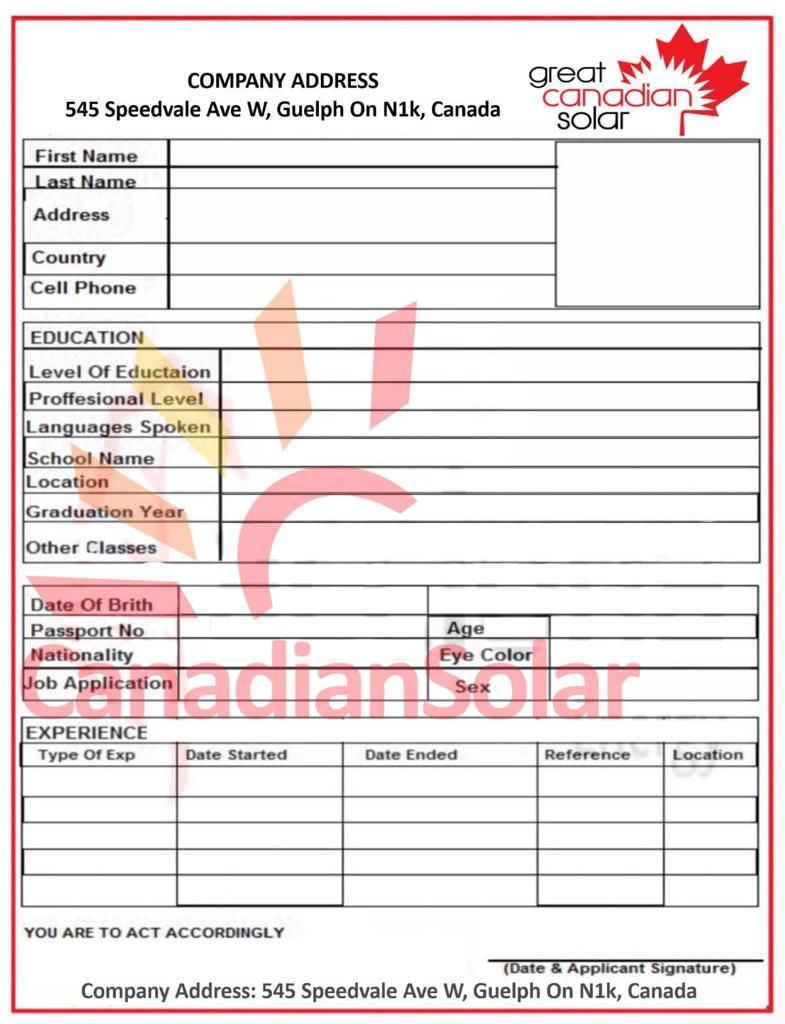 COMPANY ADDRESS
545 Speedvale Ave W, Guelph On N1k, Canada
great
canadian
solar
First Name
Last Name
Address
Country
Cell Phone
EDUCATION
Level Of Eductaion
Proffesional Level
Languages Spoken
School Name
Location
Graduation Year
Other Classes
Date Of Brith
Passport No Age
Nationality Eye Color
CanadianSolar
Job Application Sex
EXPERIENCE
Type Of Exp Date Started Date Ended Reference Location
YOU ARE TO ACT ACCORDINGLY
(Date & Applicant Signature)
Company Address: 545 Speedvale Ave W, Guelph On N1k, Canada